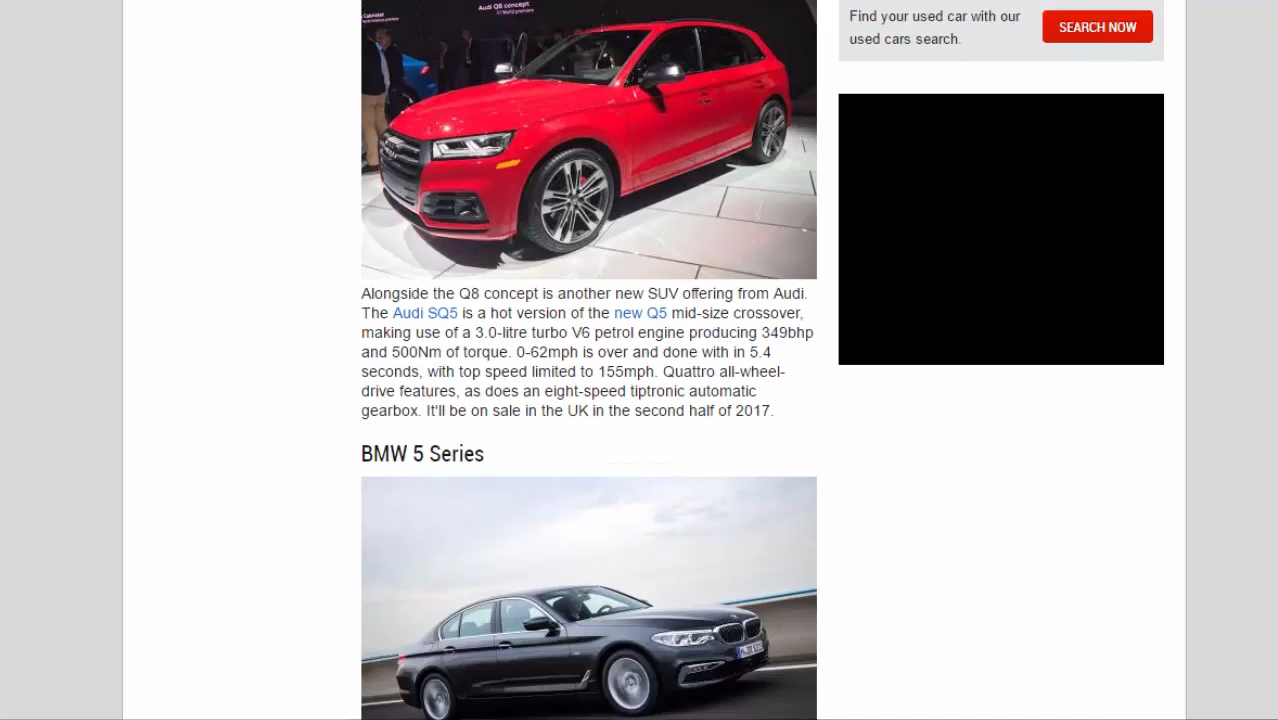 Audi Q8 concept
Find your used car with our
used cars search.
SEARCH NOW
Alongside the Q8 concept is another new SUV offering from Audi.
The Audi SQ5 is a hot version of the new Q5 mid-size crossover,
making use of a 3.0-litre turbo V6 petrol engine producing 349bhp
and 500Nm of torque. 0-62mph is over and done with in 5.4
seconds, with top speed limited to 155mph. Quattro all-wheel-
drive features, as does an eight-speed tiptronic automatic
gearbox. It'll be on sale in the UK in the second half of 2017.
BMW 5 Series